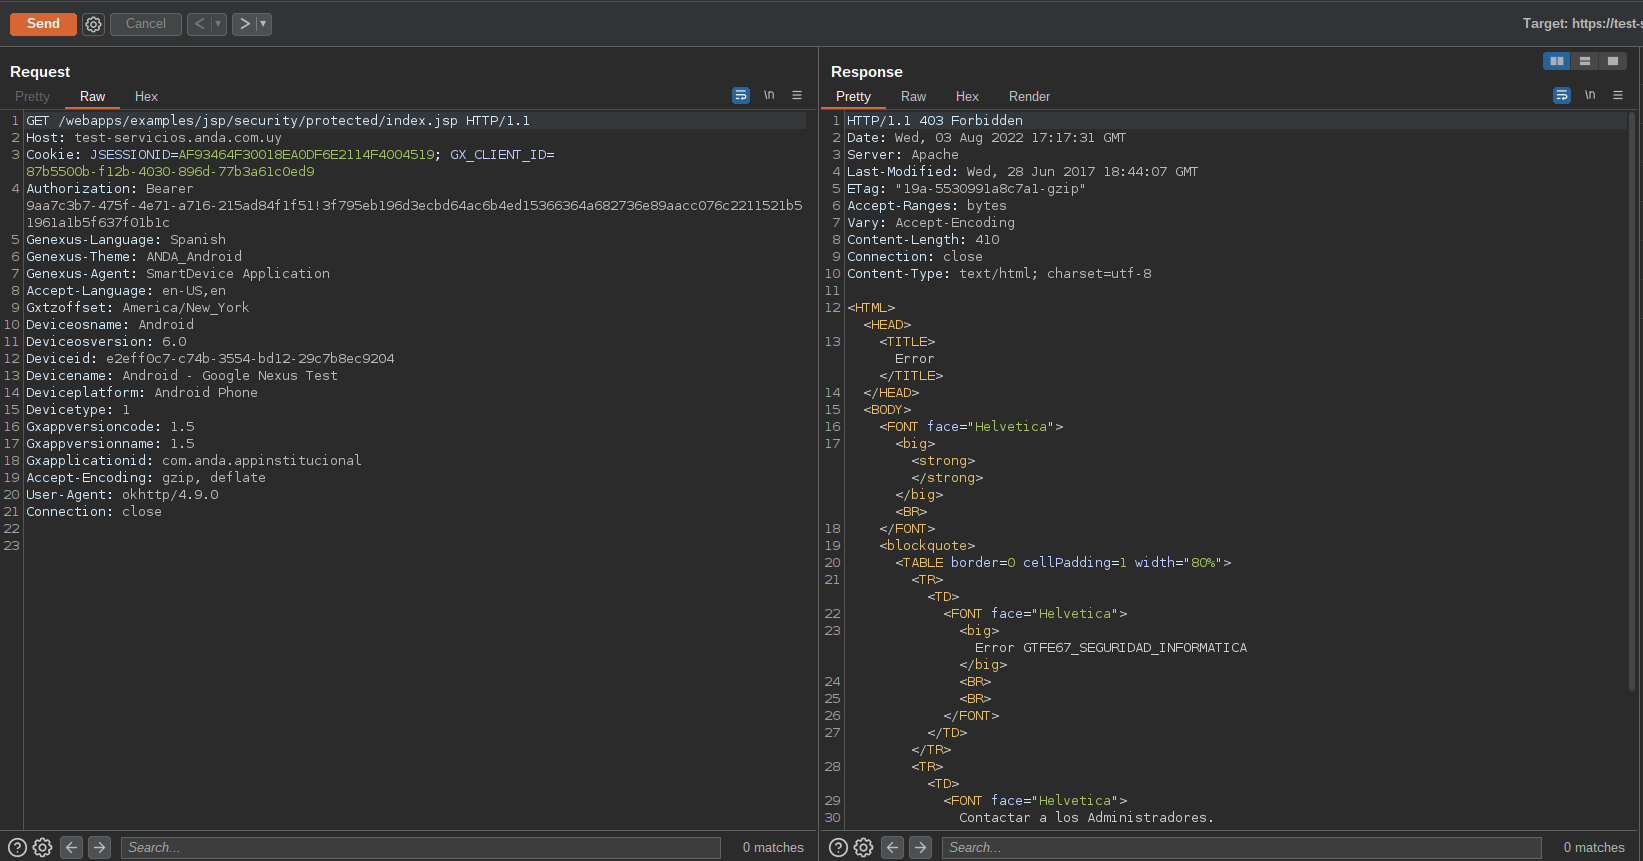 Send
Cancel
Target: https://test-s
Request
Pretty Raw Hex
\n
1 GET /webapps/examples/jsp/security/protected/index.jsp HTTP/1.1
2 Host: test-servicios.anda.com.uy
3 Cookie: JSESSIONID=AF93464F30018EA0DF6E2114F4004519; GX_CLIENT_ID=
87b5500b-f12b-4030-896d-77b3a61c0ed9
4 Authorization: Bearer
9aa7c3b7-475f-4e71-a716-215ad84f1f51!3f795eb196d3ecbd64ac6b4ed15366364a682736e89aacc076c2211521b5
1961a1b5f637f01b1c
5 Genexus-Language: Spanish
6 Genexus-Theme: ANDA_Android
7 Genexus-Agent: SmartDevice Application
8 Accept-Language: en-US,en
9 Gxtzoffset: America/New_York
10 Deviceosname: Android
11 Deviceosversion: 6.0
12 Deviceid: e2eff0c7-c74b-3554-bd12-29c7b8ec9204
13 Devicename: Android - Google Nexus Test
14 Deviceplatform: Android Phone
15 Devicetype: 1
16 Gxappversioncode: 1.5
17 Gxappversionname: 1.5
18 Gxapplicationid: com.anda.appinstitucional
19 Accept-Encoding: gzip, deflate
20 User-Agent: okhttp/4.9.0
21 Connection: close
22
23
Search...
0 matches
Response
Pretty Raw Hex Render
\n
1 HTTP/1.1 403 Forbidden
2 Date: Wed, 03 Aug 2022 17:17:31 GMT
3 Server: Apache
4 Last-Modified: Wed, 28 Jun 2017 18:44:07 GMT
5 ETag: "19a-5530991a8c7a1-gzip"
6 Accept-Ranges: bytes
7 Vary: Accept-Encoding
8 Content-Length: 410
9 Connection: close
10 Content-Type: text/html; charset=utf-8
11
12 <HTML>
<HEAD>
13 <TITLE>
Error
</TITLE>
14 </HEAD>
15 <BODY>
16 <FONT face="Helvetica">
17 <big>
<strong>
</strong>
</big>
<BR>
18 </FONT>
19 <blockquote>
20 <TABLE border=0 cellPadding=1 width="80%">
21 <TR>
<TD>
22 <FONT face="Helvetica">
23 <big>
Error GTFE67_SEGURIDAD_INFORMATICA
</big>
24 <BR>
25 <BR>
26 </FONT>
27 </TD>
</TR>
28 <TR>
<TD>
29 <FONT face="Helvetica">
30 Contactar a los Administradores.
Search...
0 matches